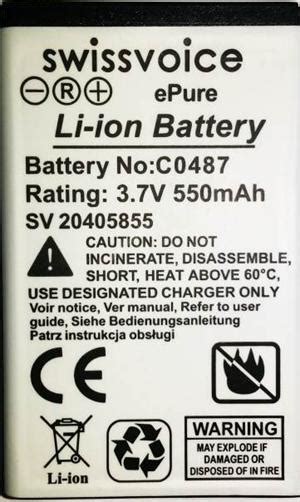 swissvoice
R ePure
Li-ion Battery
Battery No:C0487
Rating: 3.7V 550mAh
SV 20405855
CAUTION: DO NOT
INCINERATE, DISASSEMBLE,
SHORT, HEAT ABOVE 60°C,
USE DESIGNATED CHARGER ONLY
Voir notice, Ver manual, Refer to user
guide, Siehe Bedienungsanleitung
Patrz instrukcja obsługi
CE
Li-ion
WARNING
MAY EXPLODE IF
DAMAGED OR
DISPOSED OF IN FIRE